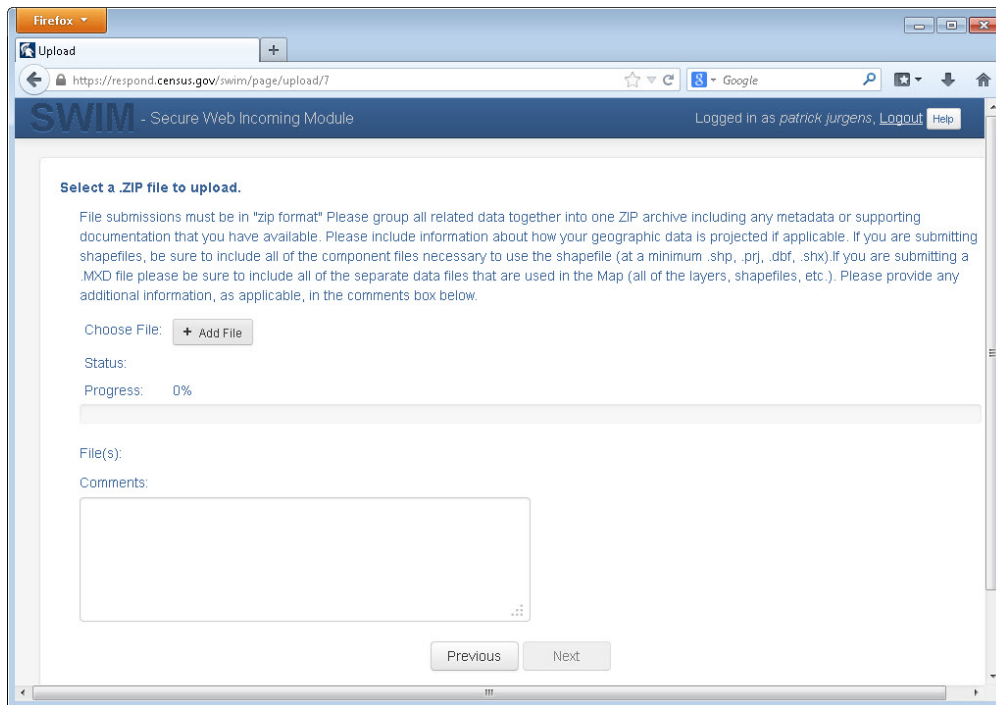 Firefox
Upload
https://respond.census.gov/swim/page/upload/7
Google
SWIM - Secure Web Incoming Module
Logged in as patrick jurgens, Logout Help
Select a .ZIP file to upload.
File submissions must be in "zip format" Please group all related data together into one ZIP archive including any metadata or supporting
documentation that you have available. Please include information about how your geographic data is projected if applicable. If you are submitting
shapefiles, be sure to include all of the component files necessary to use the shapefile (at a minimum .shp, .prj, .dbf, .shx).If you are submitting a
.MXD file please be sure to include all of the separate data files that are used in the Map (all of the layers, shapefiles, etc.). Please provide any
additional information, as applicable, in the comments box below.
Choose File: + Add File
Status:
Progress: 0%
File(s):
Comments:
Previous Next